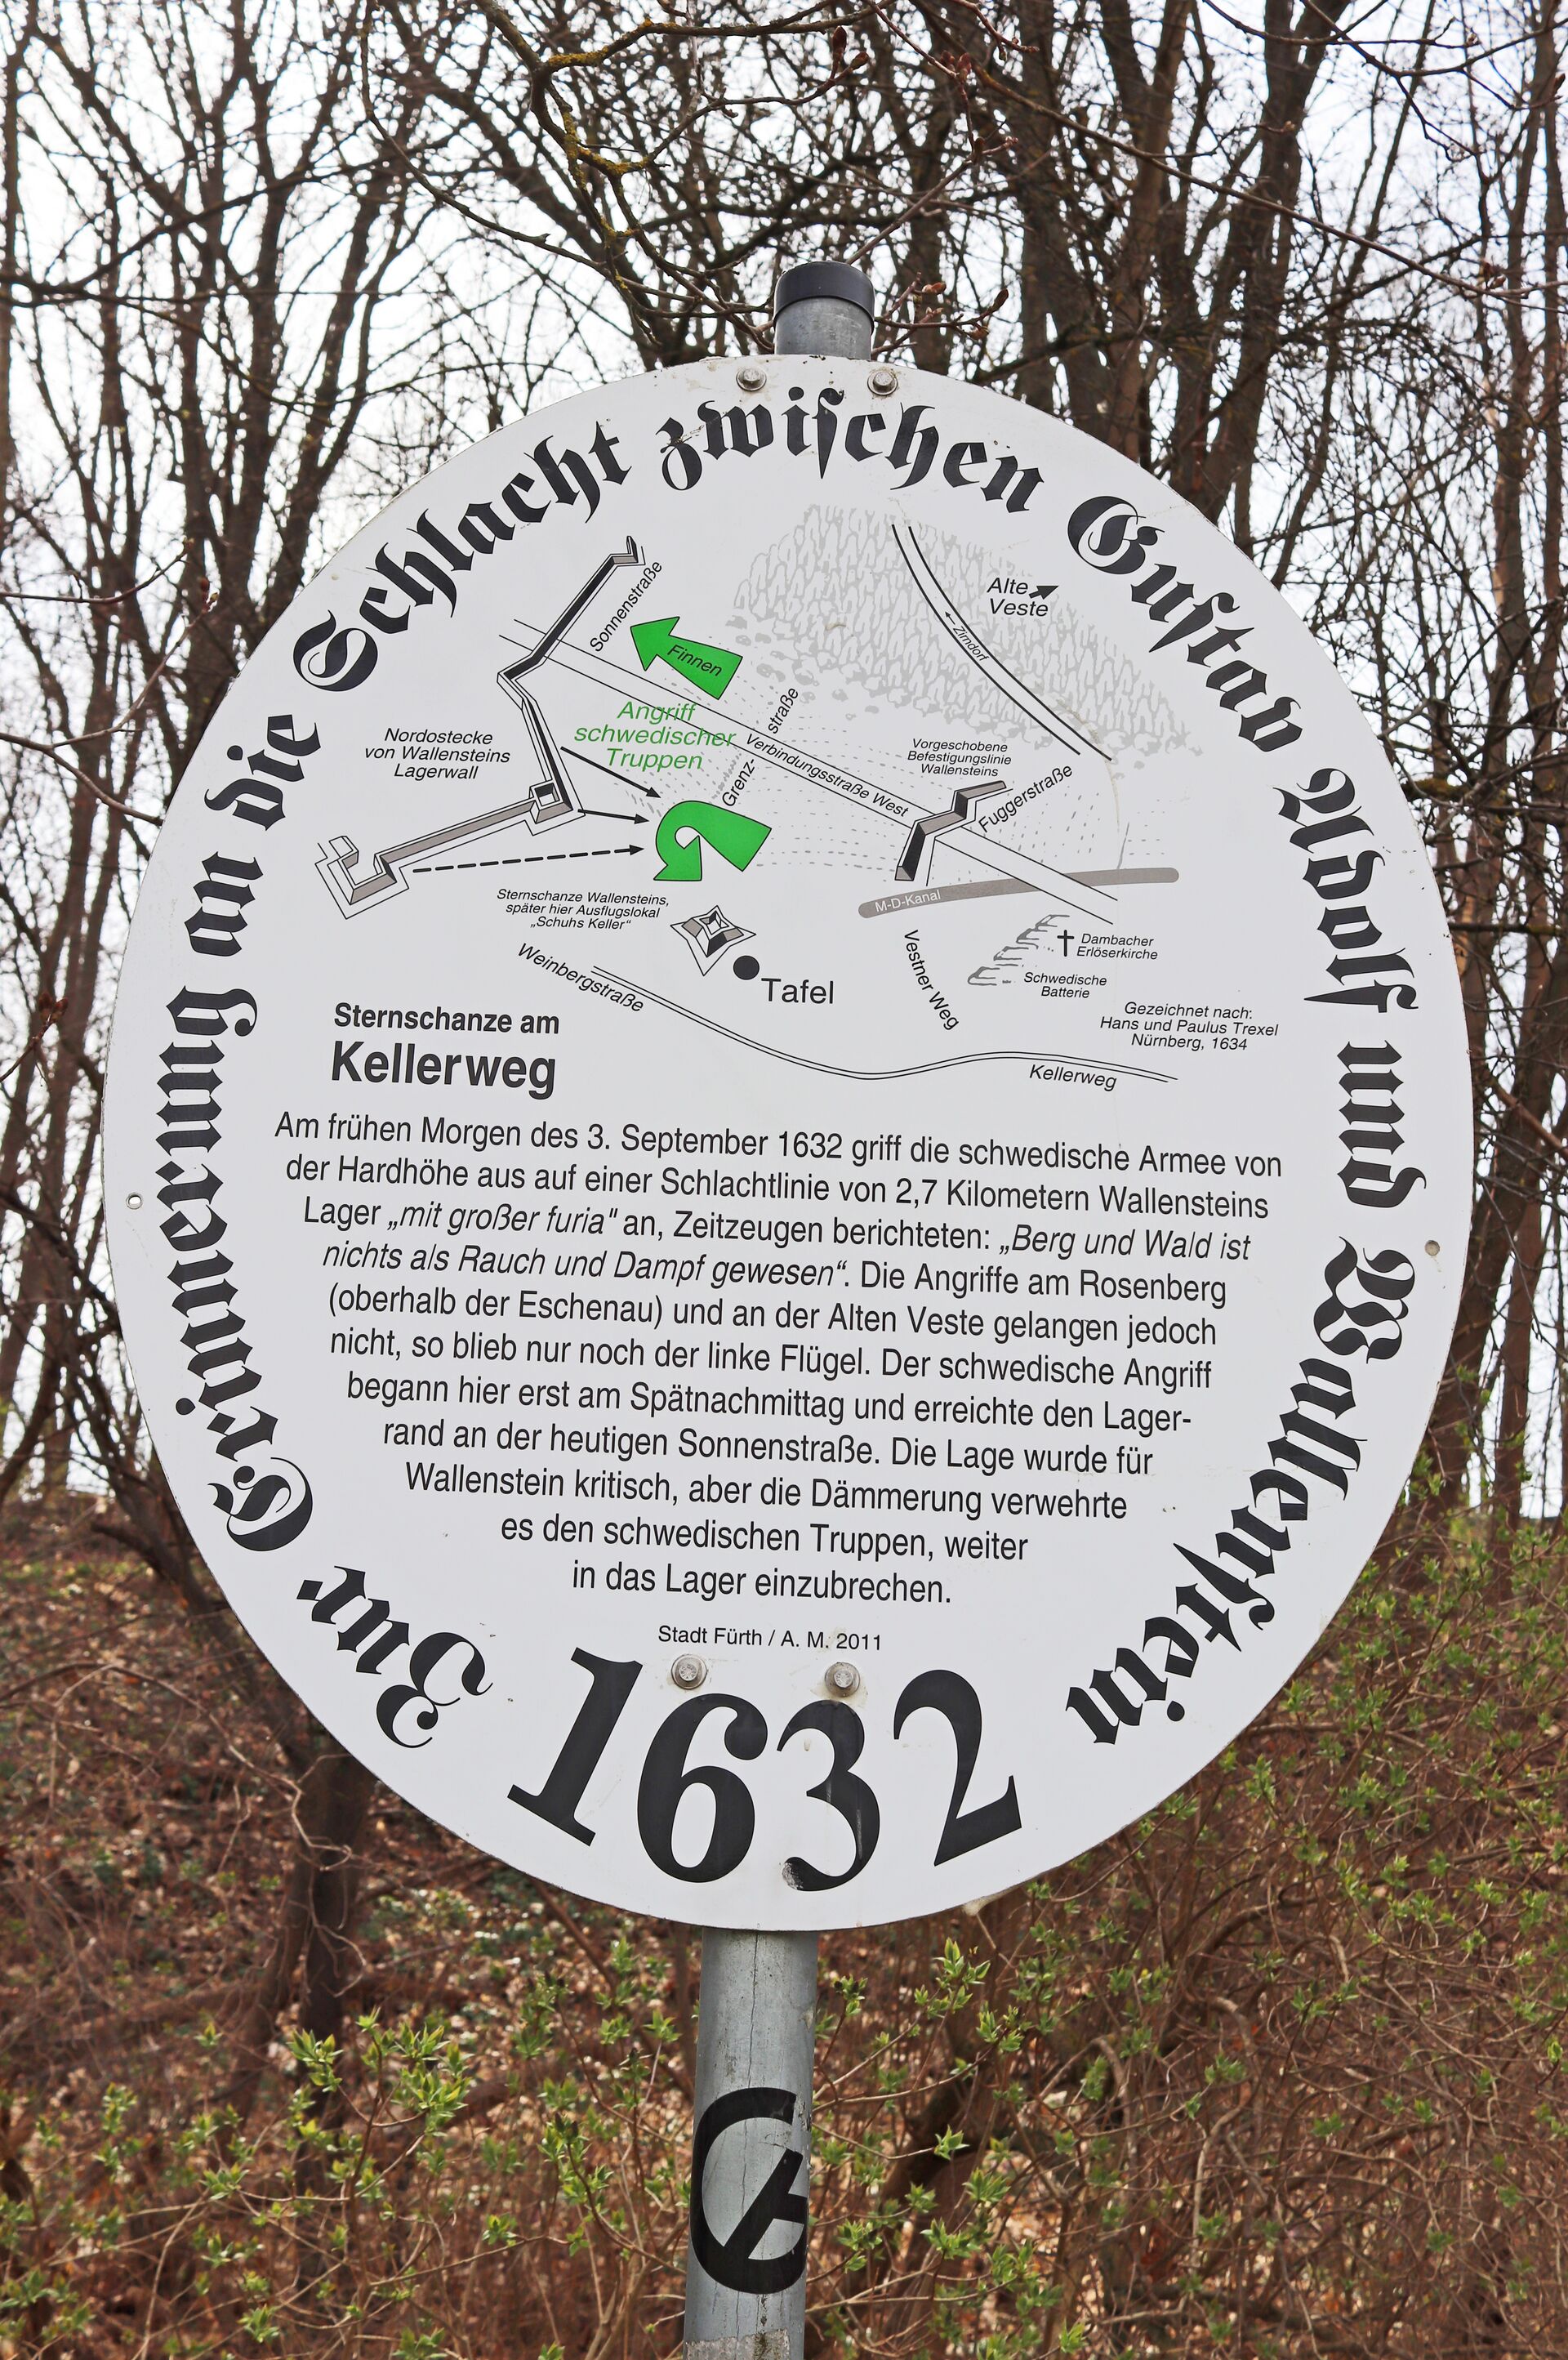 Zur Erinnerung an die Schlacht zwischen Gustav Adolf und Wallenstein
1632
Alte
Veste
Zirndorf
Sonnenstraße
Finnen
Angriff
schwedischer
Truppen
Grenz-
straße
Verbindungsstraße West
Nordostecke
von Wallensteins
Lagerwall
Vorgeschobene
Befestigungslinie
Wallensteins
Fuggerstraße
M-D-Kanal
Sternschanze Wallensteins,
später hier Ausflugslokal
„Schuhs Keller“
Tafel
Weinbergstraße
Vestner Weg
Dambacher
Erlöserkirche
Schwedische
Batterie
Gezeichnet nach:
Hans und Paulus Trexel
Nürnberg, 1634
Kellerweg
Sternschanze am
Kellerweg
Am frühen Morgen des 3. September 1632 griff die schwedische Armee von
der Hardhöhe aus auf einer Schlachtlinie von 2,7 Kilometern Wallensteins
Lager „mit großer furia" an, Zeitzeugen berichteten: „Berg und Wald ist
nichts als Rauch und Dampf gewesen“. Die Angriffe am Rosenberg
(oberhalb der Eschenau) und an der Alten Veste gelangen jedoch
nicht, so blieb nur noch der linke Flügel. Der schwedische Angriff
begann hier erst am Spätnachmittag und erreichte den Lager-
rand an der heutigen Sonnenstraße. Die Lage wurde für
Wallenstein kritisch, aber die Dämmerung verwehrte
es den schwedischen Truppen, weiter
in das Lager einzubrechen.
Stadt Fürth / A. M. 2011